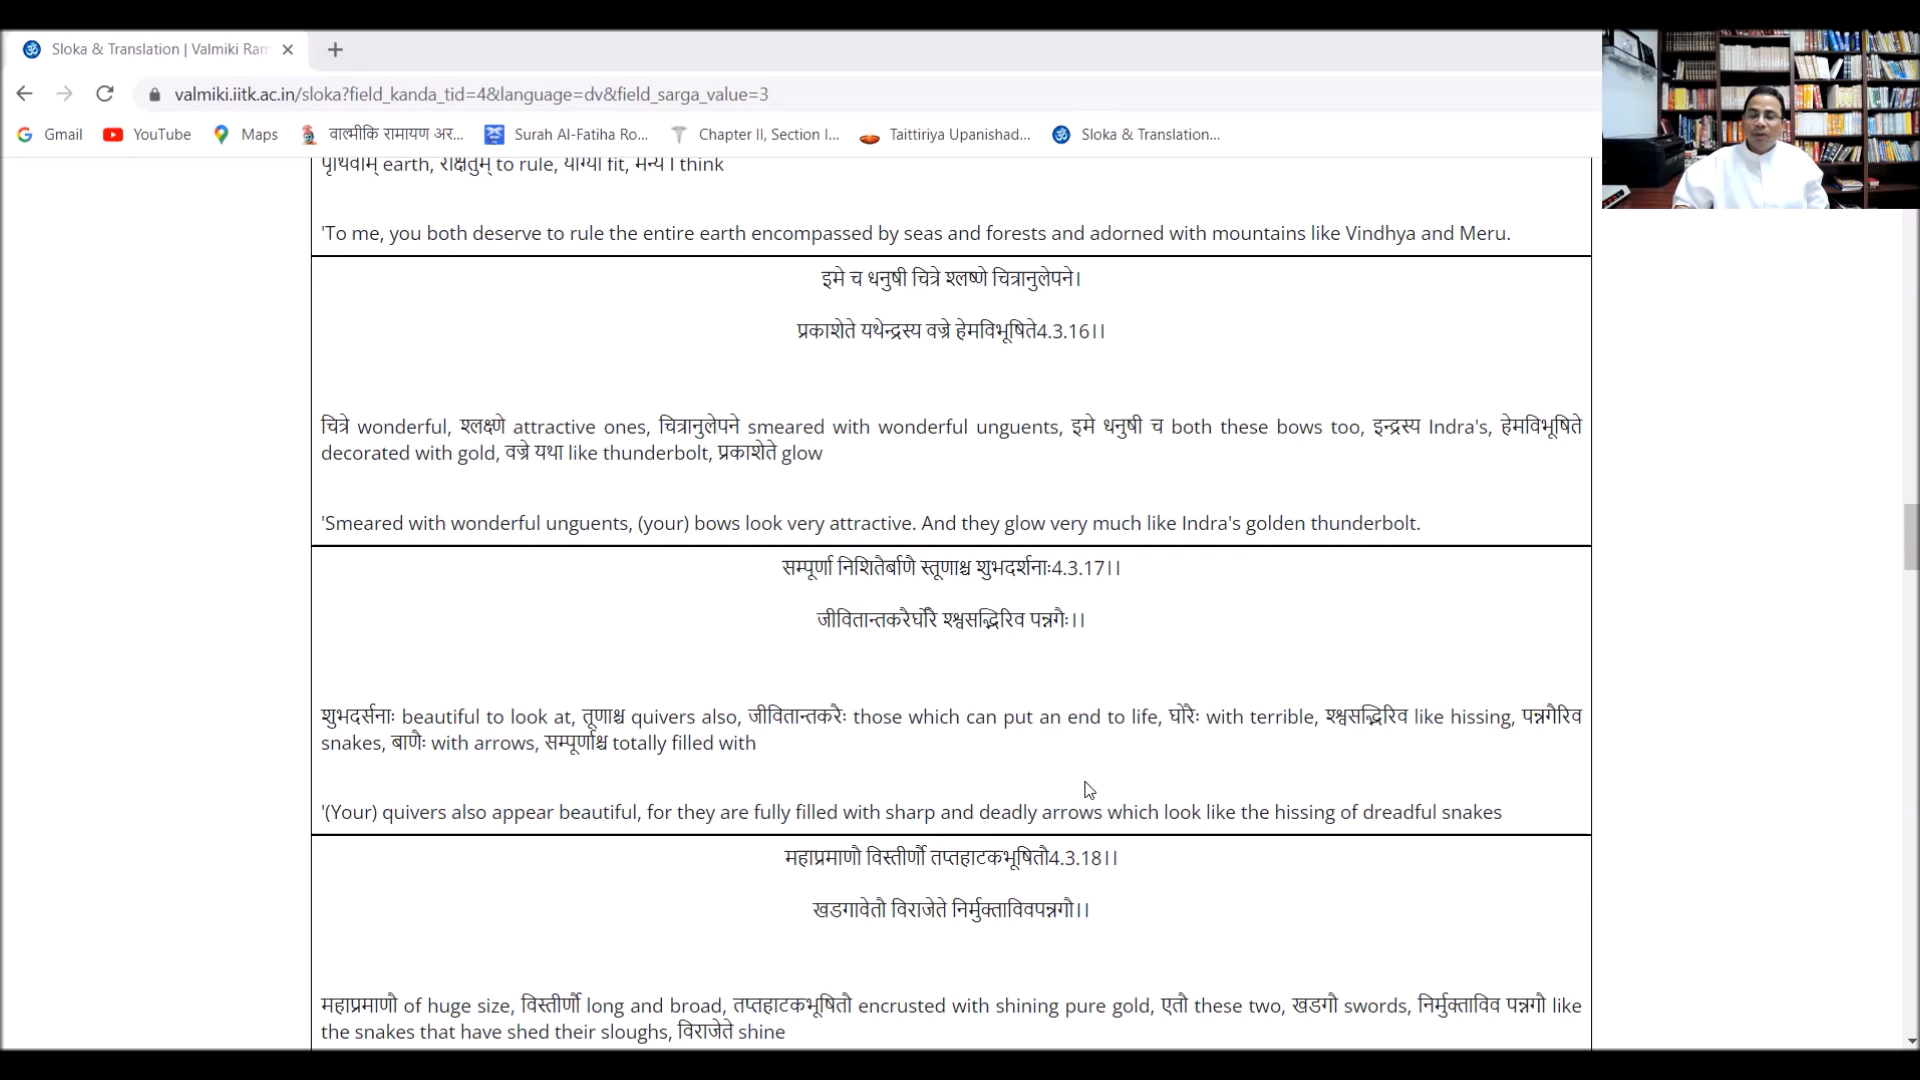 Sloka & Translation | Valmiki Ram
valmiki.iitk.ac.in/sloka?field_kanda_tid=4&language=dv&field_sarga_value=3
Gmail YouTube Maps वाल्मीकि रामायण अर... Surah Al-Fatiha Ro... Chapter II, Section I... Taittiriya Upanishad... Sloka & Translation...
पृथिवीम् earth, रक्षितुम् to rule, योग्यौ fit, मन्ये I think
'To me, you both deserve to rule the entire earth encompassed by seas and forests and adorned with mountains like Vindhya and Meru.
इमे च धनुषी चित्रे श्लष्णे चित्रानुलेपने।
प्रकाशेते यथेन्द्रस्य वज्रे हेमविभूषिते4.3.16।।
चित्रे wonderful, श्लक्ष्णे attractive ones, चित्रानुलेपने smeared with wonderful unguents, इमे धनुषी च both these bows too, इन्द्रस्य Indra's, हेमविभूषिते
decorated with gold, वज्रे यथा like thunderbolt, प्रकाशेते glow
'Smeared with wonderful unguents, (your) bows look very attractive. And they glow very much like Indra's golden thunderbolt.
सम्पूर्णा निशितैर्बाणै स्तूणाश्च शुभदर्शनाः4.3.17।।
जीवितान्तकरैर्घोरै श्श्वसद्भिरिव पन्नगैः।।
शुभदर्सनाः beautiful to look at, तूणाश्च quivers also, जीवितान्तकरैः those which can put an end to life, घोरैः with terrible, श्श्वसद्भिरिव like hissing, पन्नगैरिव
snakes, बाणैः with arrows, सम्पूर्णाश्च totally filled with
'(Your) quivers also appear beautiful, for they are fully filled with sharp and deadly arrows which look like the hissing of dreadful snakes
महाप्रमाणौ विस्तीर्णौ तप्तहाटकभूषितौ4.3.18।।
खडगावेतौ विराजेते निर्मुक्ताविवपन्नगौ।।
महाप्रमाणौ of huge size, विस्तीर्णौ long and broad, तप्तहाटकभूषितौ encrusted with shining pure gold, एतौ these two, खडगौ swords, निर्मुक्ताविव पन्नगौ like
the snakes that have shed their sloughs, विराजेते shine